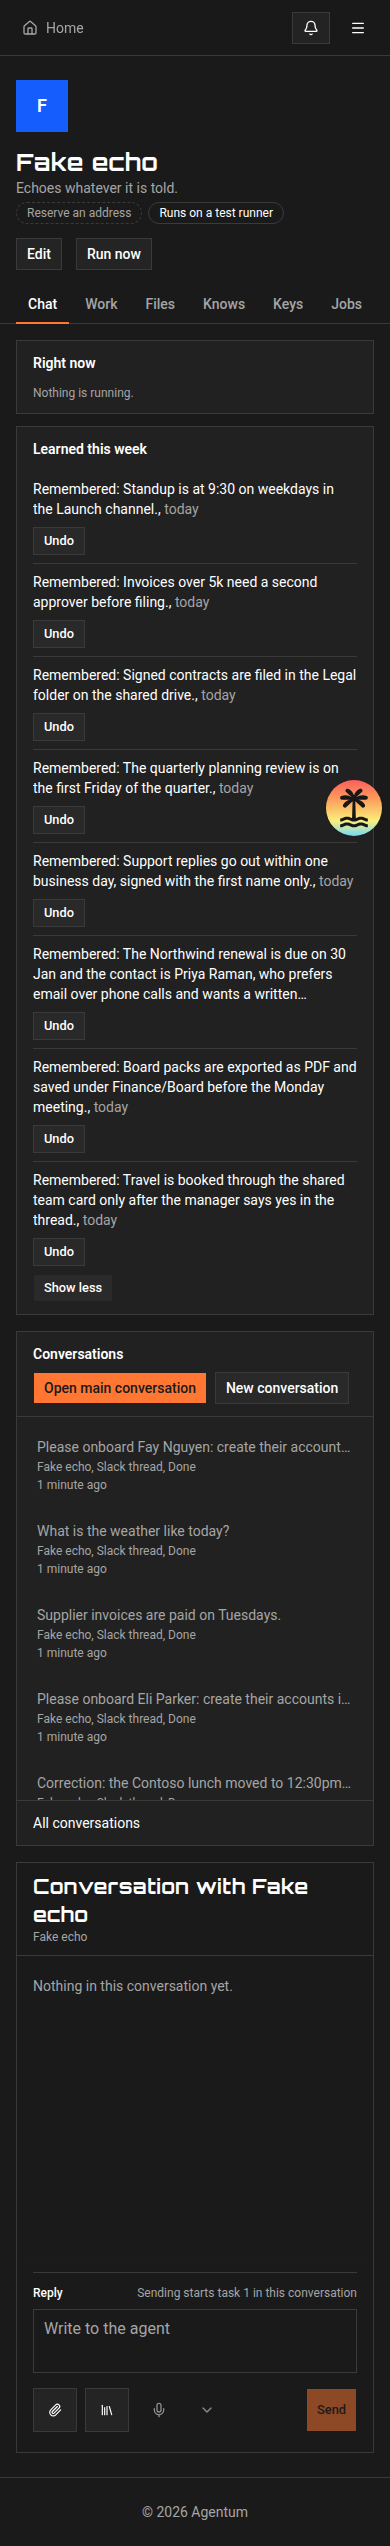 Home
F
Fake echo
Echoes whatever it is told.
Reserve an address
Runs on a test runner
Edit
Run now
Chat
Work
Files
Knows
Keys
Jobs
Right now
Nothing is running.
Learned this week
Remembered: Standup is at 9:30 on weekdays in
the Launch channel., today
Undo
Remembered: Invoices over 5k need a second
approver before filing., today
Undo
Remembered: Signed contracts are filed in the Legal
folder on the shared drive., today
Undo
Remembered: The quarterly planning review is on
the first Friday of the quarter., today
Undo
Remembered: Support replies go out within one
business day, signed with the first name only., today
Undo
Remembered: The Northwind renewal is due on 30
Jan and the contact is Priya Raman, who prefers
email over phone calls and wants a written…
Undo
Remembered: Board packs are exported as PDF and
saved under Finance/Board before the Monday
meeting., today
Undo
Remembered: Travel is booked through the shared
team card only after the manager says yes in the
thread., today
Undo
Show less
Conversations
Open main conversation
New conversation
Please onboard Fay Nguyen: create their account…
Fake echo, Slack thread, Done
1 minute ago
What is the weather like today?
Fake echo, Slack thread, Done
1 minute ago
Supplier invoices are paid on Tuesdays.
Fake echo, Slack thread, Done
1 minute ago
Please onboard Eli Parker: create their accounts i…
Fake echo, Slack thread, Done
1 minute ago
Correction: the Contoso lunch moved to 12:30pm…
All conversations
Conversation with Fake
echo
Fake echo
Nothing in this conversation yet.
Reply
Sending starts task 1 in this conversation
Write to the agent
Send
© 2026 Agentum